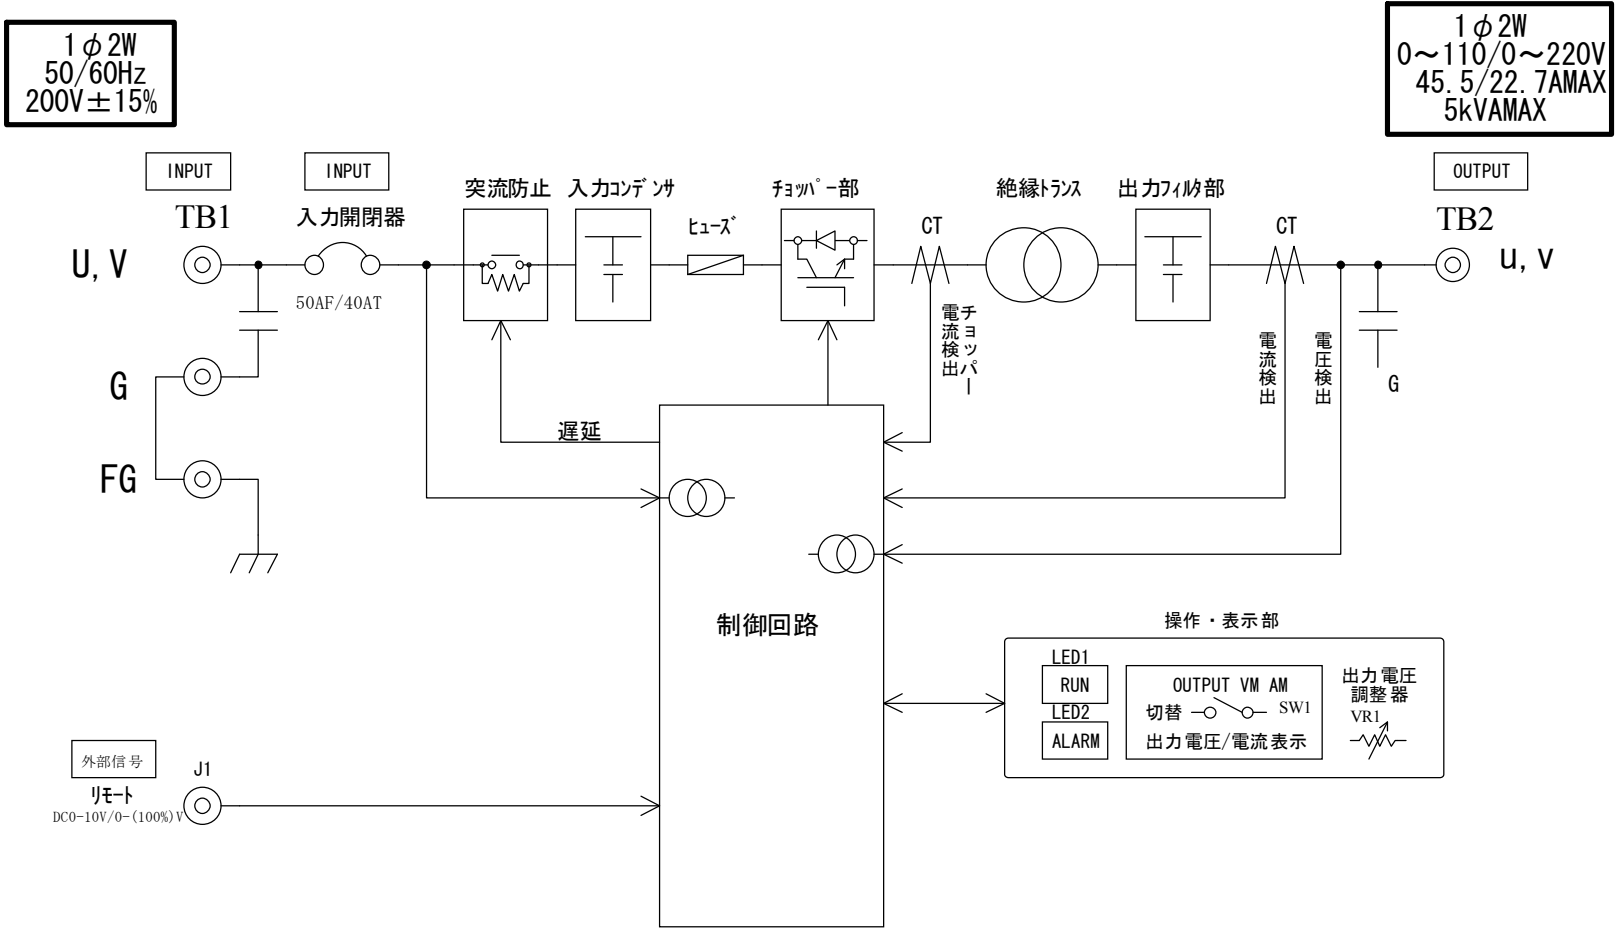 1φ2W
50/60Hz
200V±15%
1φ2W
0～110/0～220V
45.5/22.7AMAX
5kVAMAX
INPUT
INPUT
OUTPUT
TB1
入力開閉器
突流防止
入力ｺﾝﾃﾞﾝｻ
ﾋｭｰｽﾞ
ﾁｮｯﾊﾟｰ部
CT
絶縁ﾄﾗﾝｽ
出力ﾌｨﾙﾀ部
CT
TB2
U,V
u,v
50AF/40AT
チョッパー
電流検出
電流検出
電圧検出
G
G
遅延
FG
制御回路
操作・表示部
LED1
RUN
LED2
ALARM
OUTPUT VM AM
切替
SW1
出力電圧/電流表示
出力電圧
調整器
VR1
外部信号
J1
ﾘﾓｰﾄ
DC0-10V/0-(100%)V